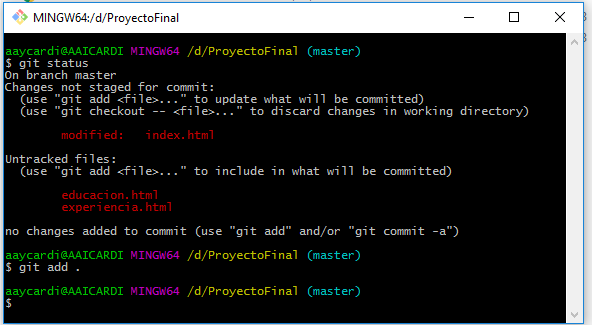 MINGW64:/d/ProyectoFinal
aaycardi@AAICARDI MINGW64 /d/ProyectoFinal (master)
$ git status
On branch master
Changes not staged for commit:
  (use "git add <file>..." to update what will be committed)
  (use "git checkout -- <file>..." to discard changes in working directory)
        modified:   index.html
Untracked files:
  (use "git add <file>..." to include in what will be committed)
        educacion.html
        experiencia.html
no changes added to commit (use "git add" and/or "git commit -a")
aaycardi@AAICARDI MINGW64 /d/ProyectoFinal (master)
$ git add .
aaycardi@AAICARDI MINGW64 /d/ProyectoFinal (master)
$